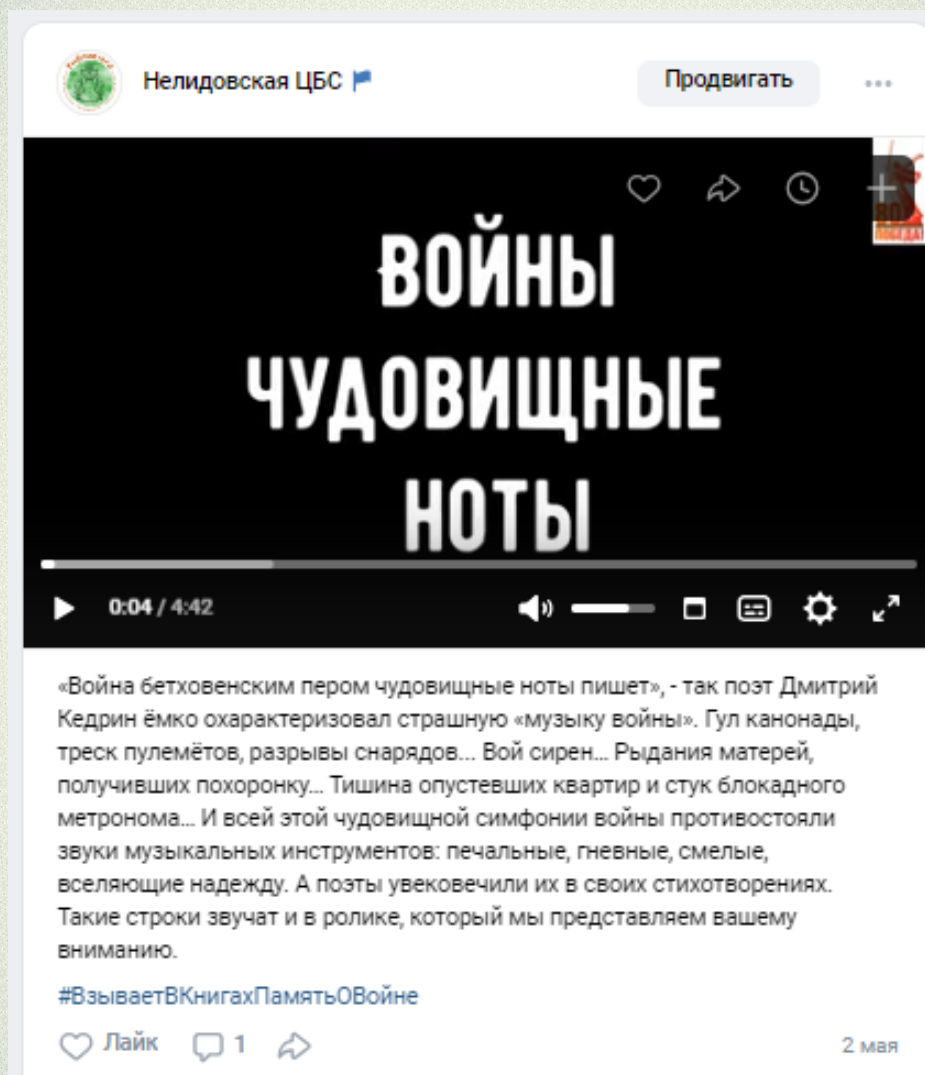 Нелидовская ЦБС
Продвигать
ВОЙНЫ
ЧУДОВИЩНЫЕ
НОТЫ
0:04 / 4:42
«Война бетховенским пером чудовищные ноты пишет», - так поэт Дмитрий
Кедрин ёмко охарактеризовал страшную «музыку войны». Гул канонады,
треск пулемётов, разрывы снарядов... Вой сирен... Рыдания матерей,
получивших похоронку... Тишина опустевших квартир и стук блокадного
метронома... И всей этой чудовищной симфонии войны противостояли
звуки музыкальных инструментов: печальные, гневные, смелые,
вселяющие надежду. А поэты увековечили их в своих стихотворениях.
Такие строки звучат и в ролике, который мы представляем вашему
вниманию.
#ВзываетВКнигахПамятьОВойне
Лайк 1
2 мая